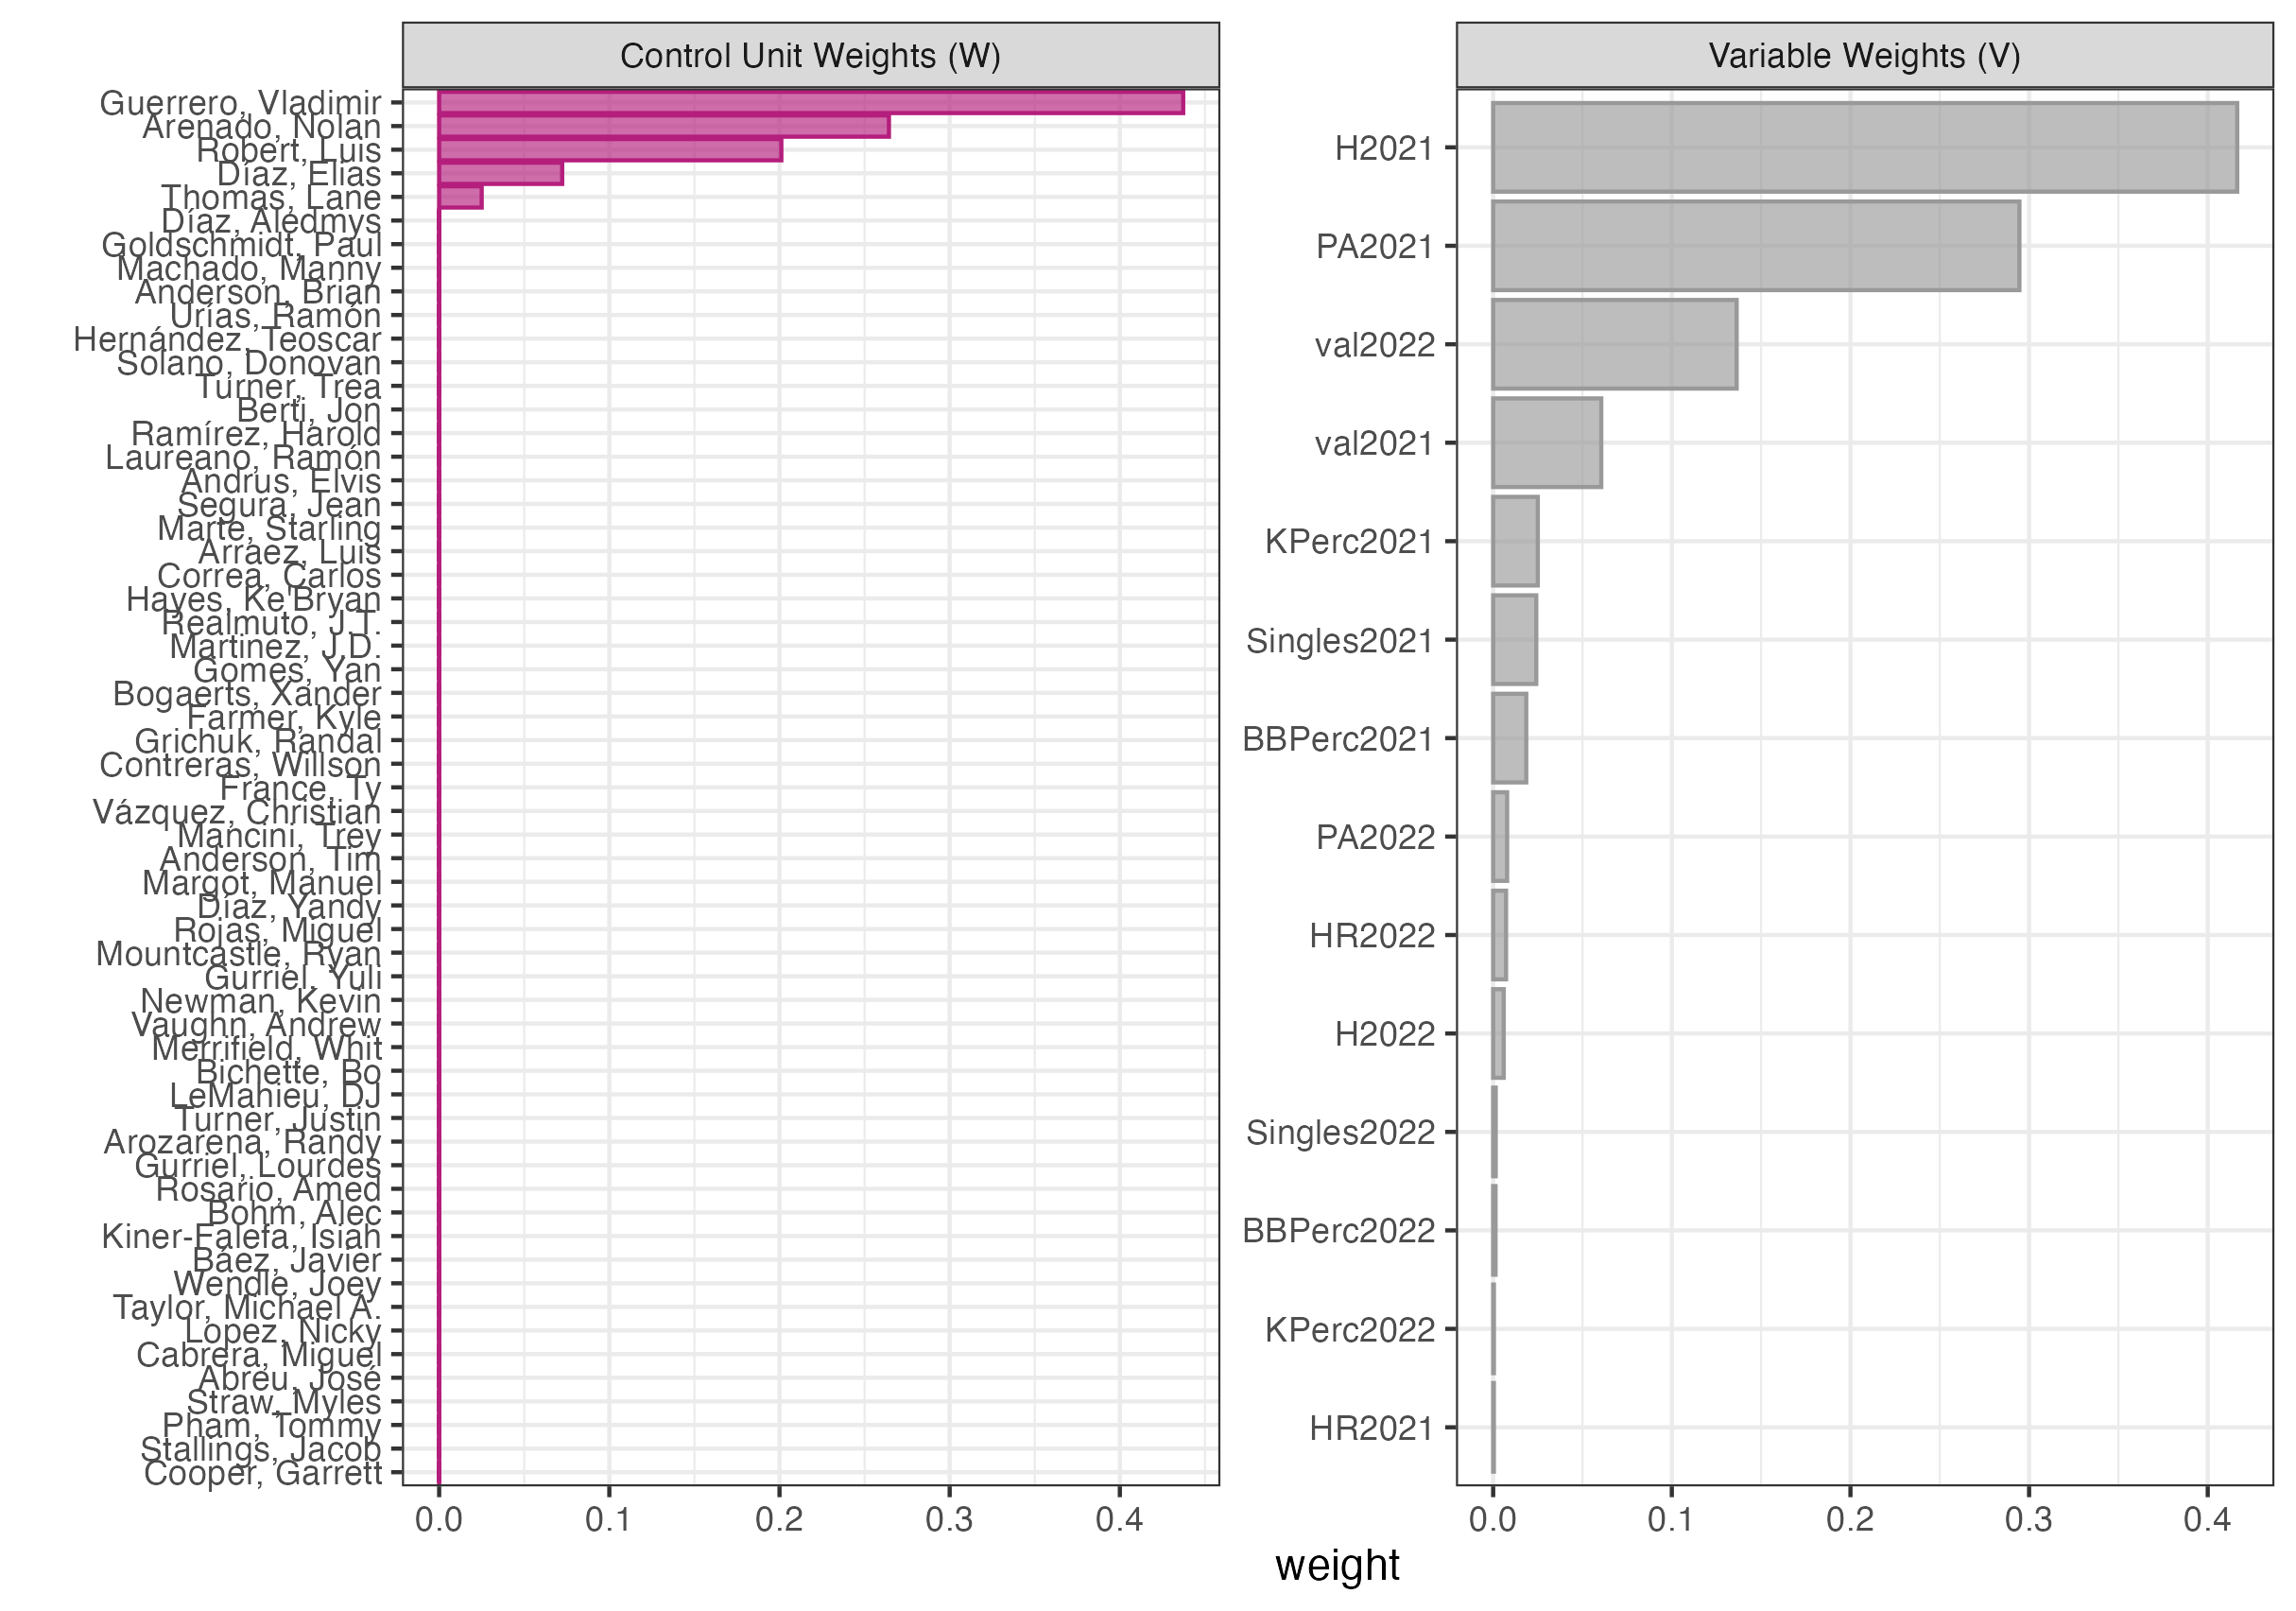 Control Unit Weights (W)
Guerrero, Vladimir
Arenado, Nolan
Robert, Luis
Díaz, Elias
Thomas, Lane
Díaz, Aledmys
Goldschmidt, Paul
Machado, Manny
Anderson, Brian
Urías, Ramón
Hernández, Teoscar
Solano, Donovan
Turner, Trea
Berti, Jon
Ramírez, Harold
Laureano, Ramón
Andrus, Elvis
Segura, Jean
Marte, Starling
Arraez, Luis
Correa, Carlos
Hayes, Ke'Bryan
Realmuto, J.T.
Martinez, J.D.
Gomes, Yan
Bogaerts, Xander
Farmer, Kyle
Grichuk, Randal
Contreras, Willson
France, Ty
Vázquez, Christian
Mancini, Trey
Anderson, Tim
Margot, Manuel
Díaz, Yandy
Rojas, Miguel
Mountcastle, Ryan
Gurriel, Yuli
Newman, Kevin
Vaughn, Andrew
Merrifield, Whit
Bichette, Bo
LeMahieu, DJ
Turner, Justin
Arozarena, Randy
Gurriel, Lourdes
Rosario, Amed
Bohm, Alec
Kiner-Falefa, Isiah
Báez, Javier
Wendle, Joey
Taylor, Michael A.
Lopez, Nicky
Cabrera, Miguel
Abreu, José
Straw, Myles
Pham, Tommy
Stallings, Jacob
Cooper, Garrett
0.0 0.1 0.2 0.3 0.4
Variable Weights (V)
H2021
PA2021
val2022
val2021
KPerc2021
Singles2021
BBPerc2021
PA2022
HR2022
H2022
Singles2022
BBPerc2022
KPerc2022
HR2021
0.0 0.1 0.2 0.3 0.4
weight